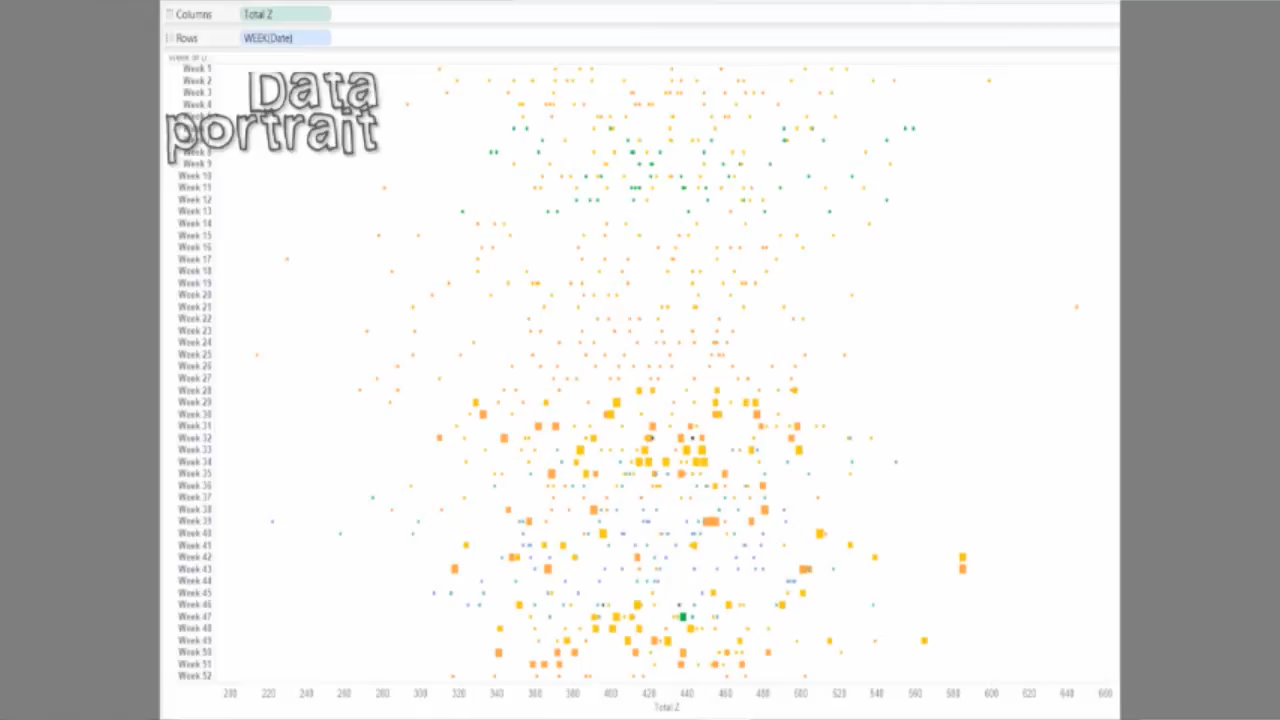 Columns Total Z
Rows WEEK(Date)
Data
portrait
Week 1
Week 2
Week 3
Week 4
Week 9
Week 10
Week 11
Week 12
Week 13
Week 14
Week 15
Week 16
Week 17
Week 18
Week 19
Week 20
Week 21
Week 22
Week 23
Week 24
Week 25
Week 26
Week 27
Week 28
Week 29
Week 30
Week 31
Week 32
Week 33
Week 34
Week 35
Week 36
Week 37
Week 38
Week 39
Week 40
Week 41
Week 42
Week 43
Week 44
Week 45
Week 46
Week 47
Week 48
Week 49
Week 50
Week 51
Week 52
200 220 240 260 280 300 320 340 360 380 400 420 440 460 480 500 520 540 560 580 600 620 640 660
Total Z